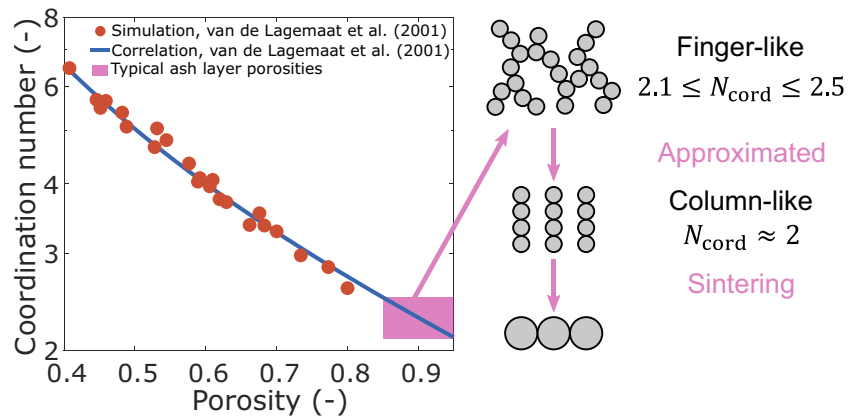 Simulation, van de Lagemaat et al. (2001)
Correlation, van de Lagemaat et al. (2001)
Typical ash layer porosities
Coordination number (-)
8
6
4
3
2
0.4 0.5 0.6 0.7 0.8 0.9
Porosity (-)
Finger-like
2.1 ≤ N_cord ≤ 2.5
Approximated
Column-like
N_cord ≈ 2
Sintering